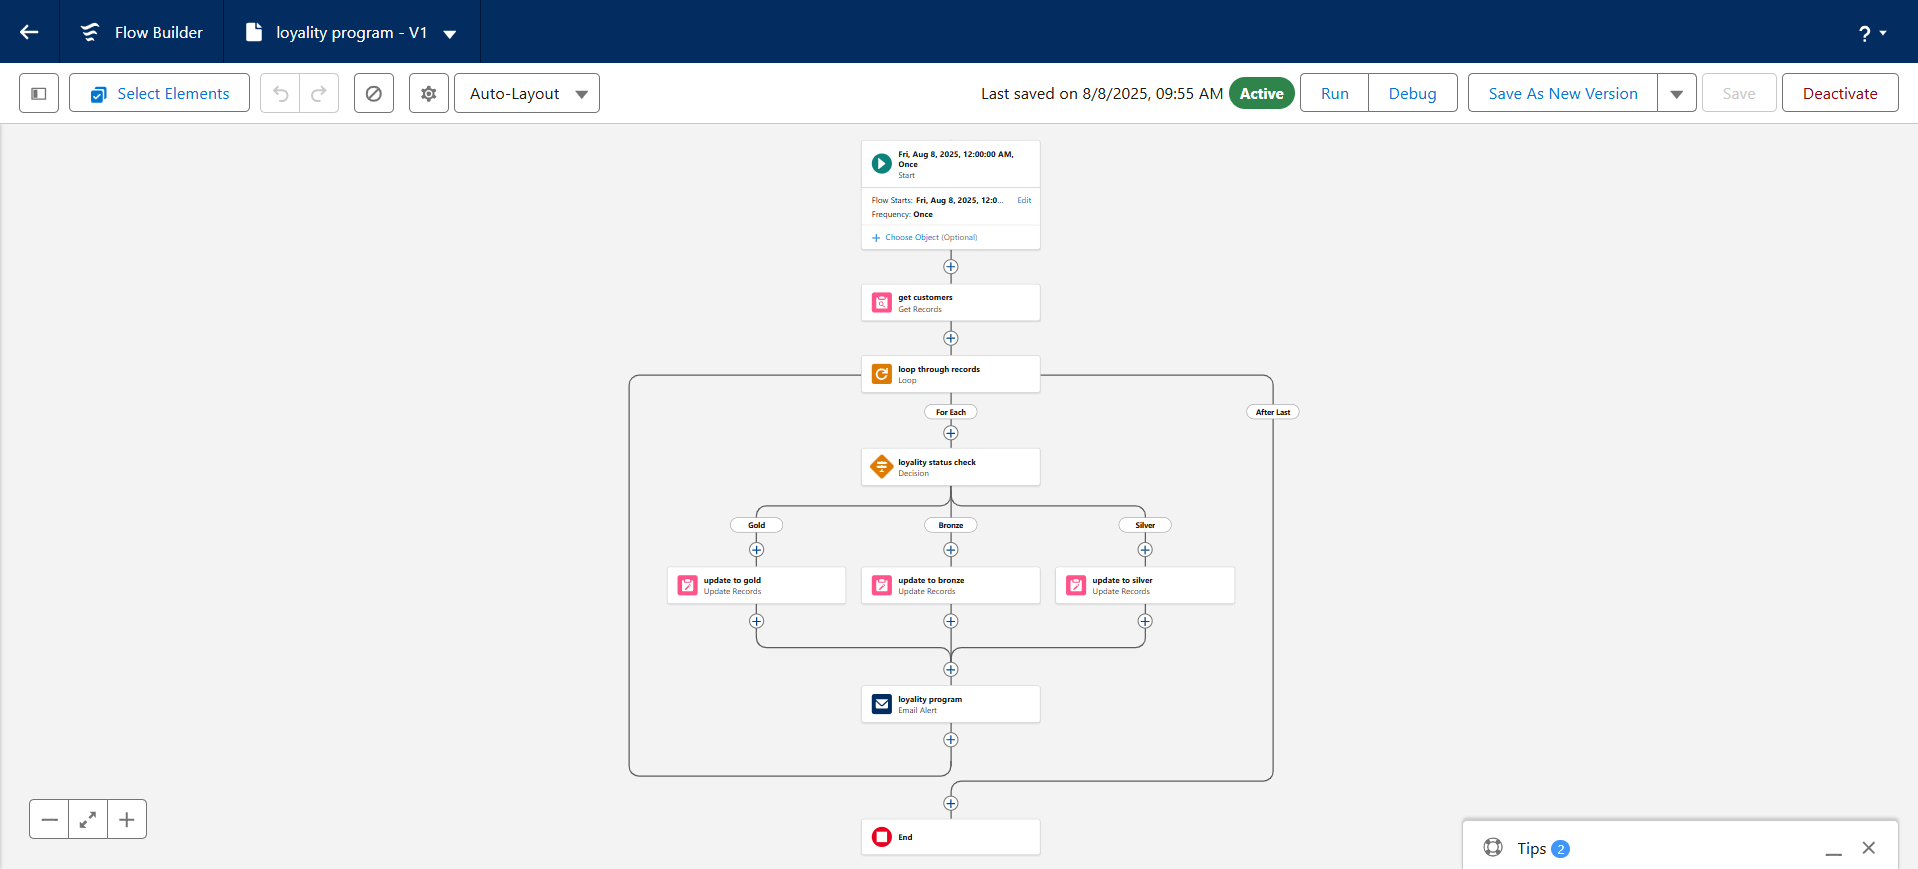 Flow Builder
loyality program - V1
?
Select Elements
Auto-Layout
Last saved on 8/8/2025, 09:55 AM
Active
Run
Debug
Save As New Version
Save
Deactivate
Fri, Aug 8, 2025, 12:00:00 AM,
Once
Start
Flow Starts: Fri, Aug 8, 2025, 12:0... Edit
Frequency: Once
+ Choose Object (Optional)
get customers
Get Records
loop through records
Loop
For Each
After Last
loyality status check
Decision
Gold
Bronze
Silver
update to gold
Update Records
update to bronze
Update Records
update to silver
Update Records
loyality program
Email Alert
End
Tips 2